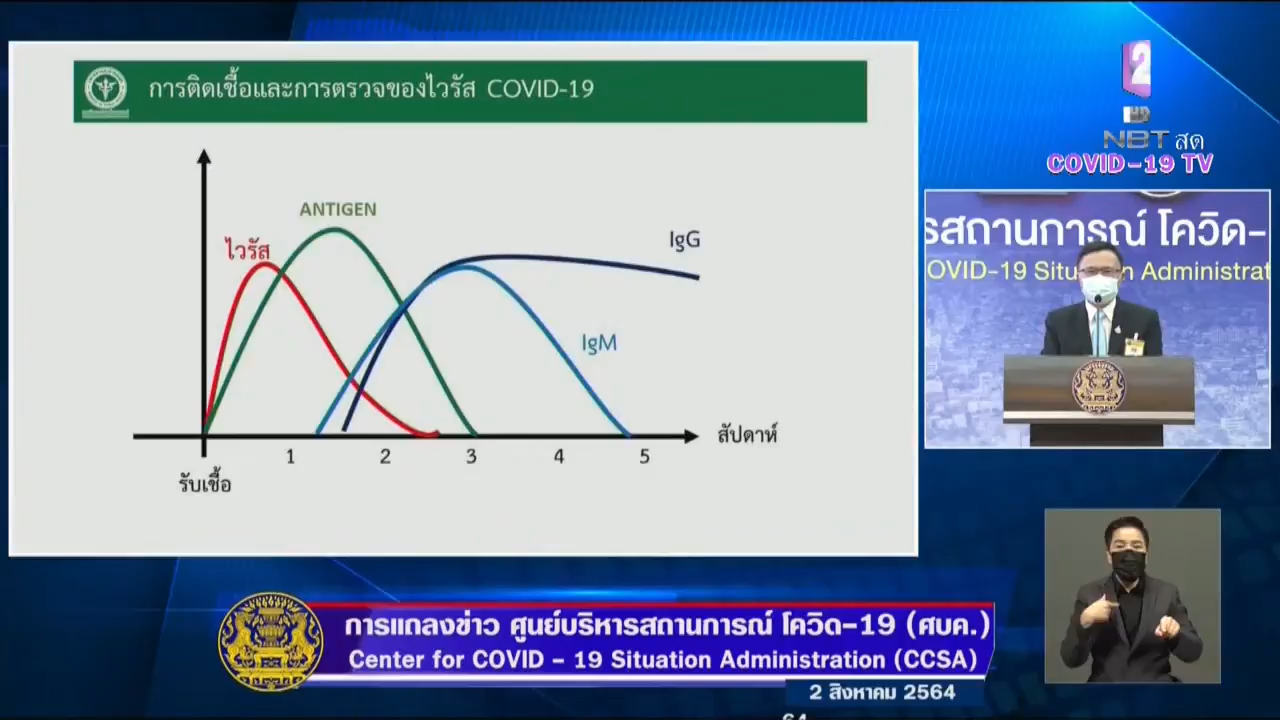 การติดเชื้อและการตรวจของไวรัส COVID-19
ANTIGEN
ไวรัส
IgG
IgM
สัปดาห์
1 2 3 4 5
รับเชื้อ
2
HD
NBT สด
COVID-19 TV
รสถานการณ์ โควิด-
OVID-19 Situation Administrat
การแถลงข่าว ศูนย์บริหารสถานการณ์ โควิด-19 (ศบค.)
Center for COVID - 19 Situation Administration (CCSA)
2 สิงหาคม 2564